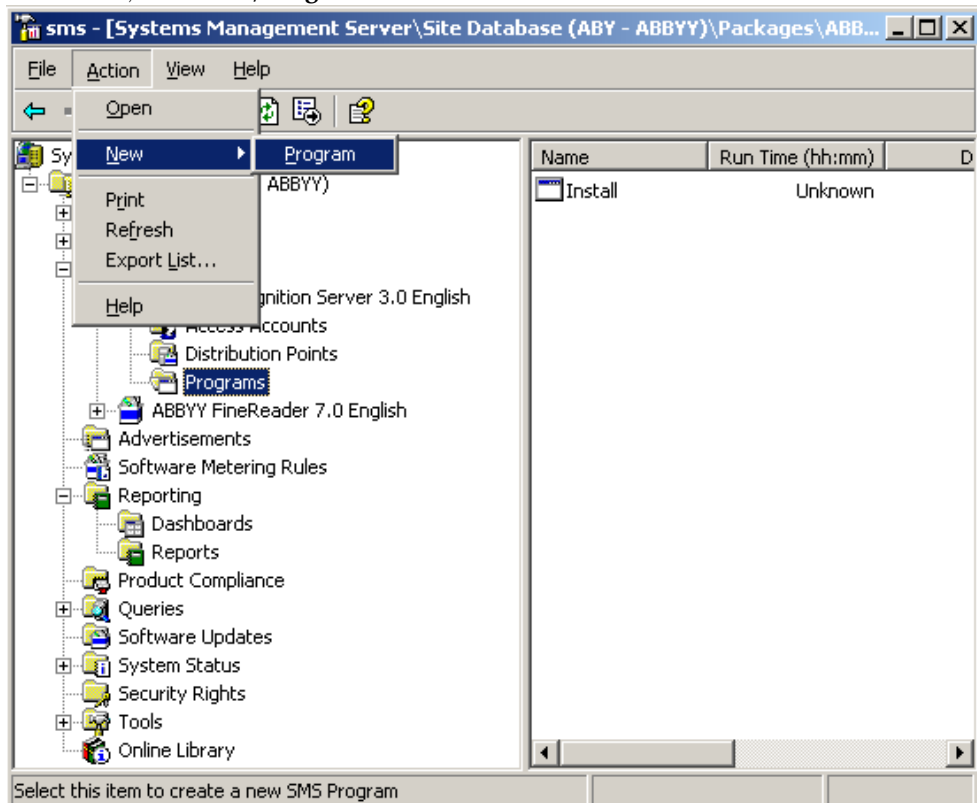 sms - [Systems Management Server\Site Database (ABY - ABBYY)\Packages\ABB...
File Action View Help
Open
New Program
Print
Refresh
Export List...
Help
Sy
ABBYY)
gnition Server 3.0 English
Access Accounts
Distribution Points
Programs
ABBYY FineReader 7.0 English
Advertisements
Software Metering Rules
Reporting
Dashboards
Reports
Product Compliance
Queries
Software Updates
System Status
Security Rights
Tools
Online Library
Name Run Time (hh:mm) D
Install Unknown
Select this item to create a new SMS Program